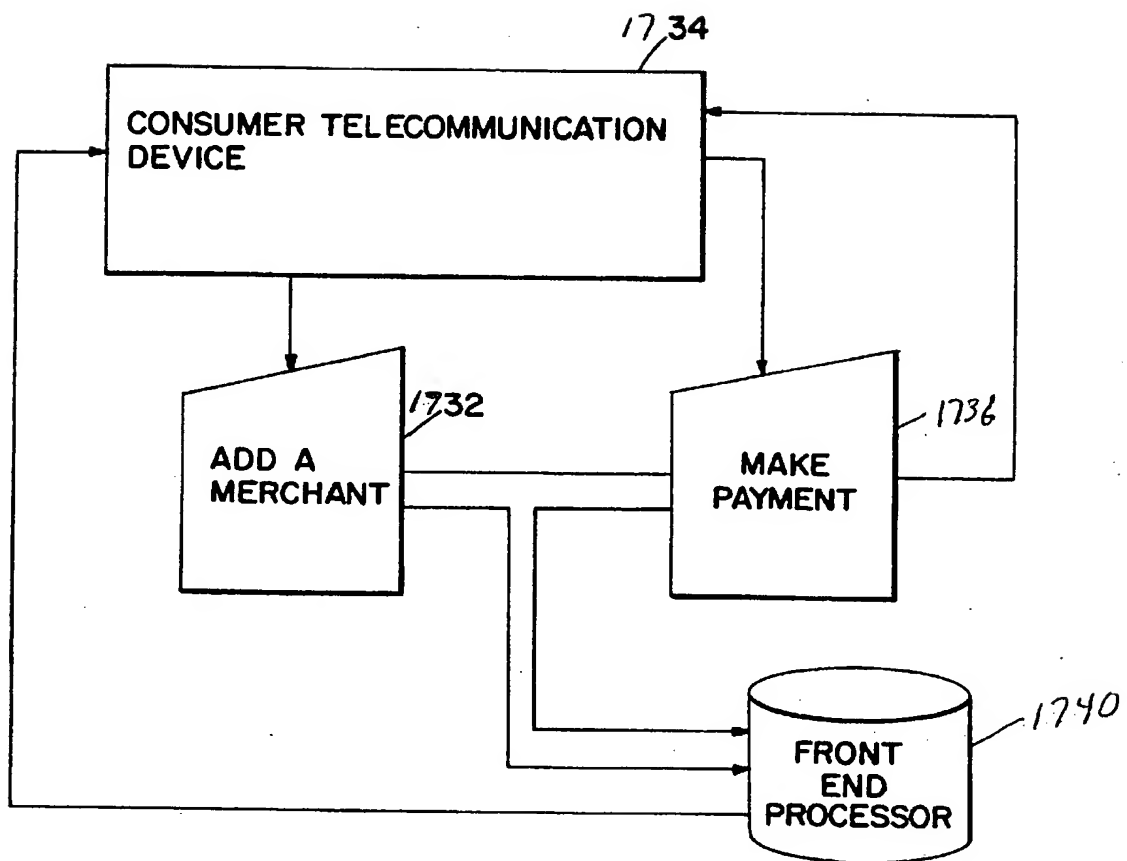 1734
CONSUMER TELECOMMUNICATION
DEVICE
1732
ADD A
MERCHANT
1736
MAKE
PAYMENT
1740
FRONT
END
PROCESSOR